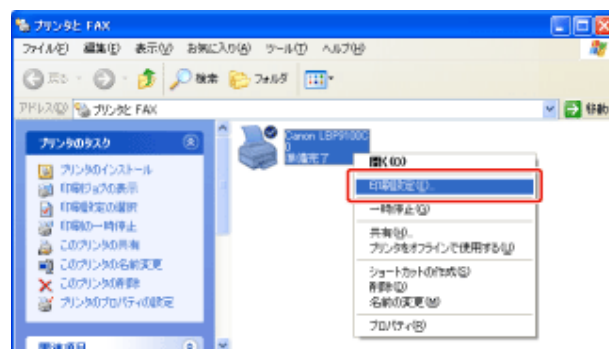 プリンタと FAX
ファイル(F) 編集(E) 表示(V) お気に入り(A) ツール(T) ヘルプ(H)
戻る 検索 フォルダ
アドレス(D) プリンタと FAX 移動
プリンタのタスク
プリンタのインストール
印刷ジョブの表示
印刷設定の選択
印刷の一時停止
このプリンタの共有
このプリンタの名前変更
このプリンタの削除
プリンタのプロパティの設定
関連項目
Canon LBP9100C
0
準備完了
開く(O)
印刷設定(E)...
一時停止(G)
共有(H)...
プリンタをオフラインで使用する(U)
ショートカットの作成(S)
削除(D)
名前の変更(M)
プロパティ(R)